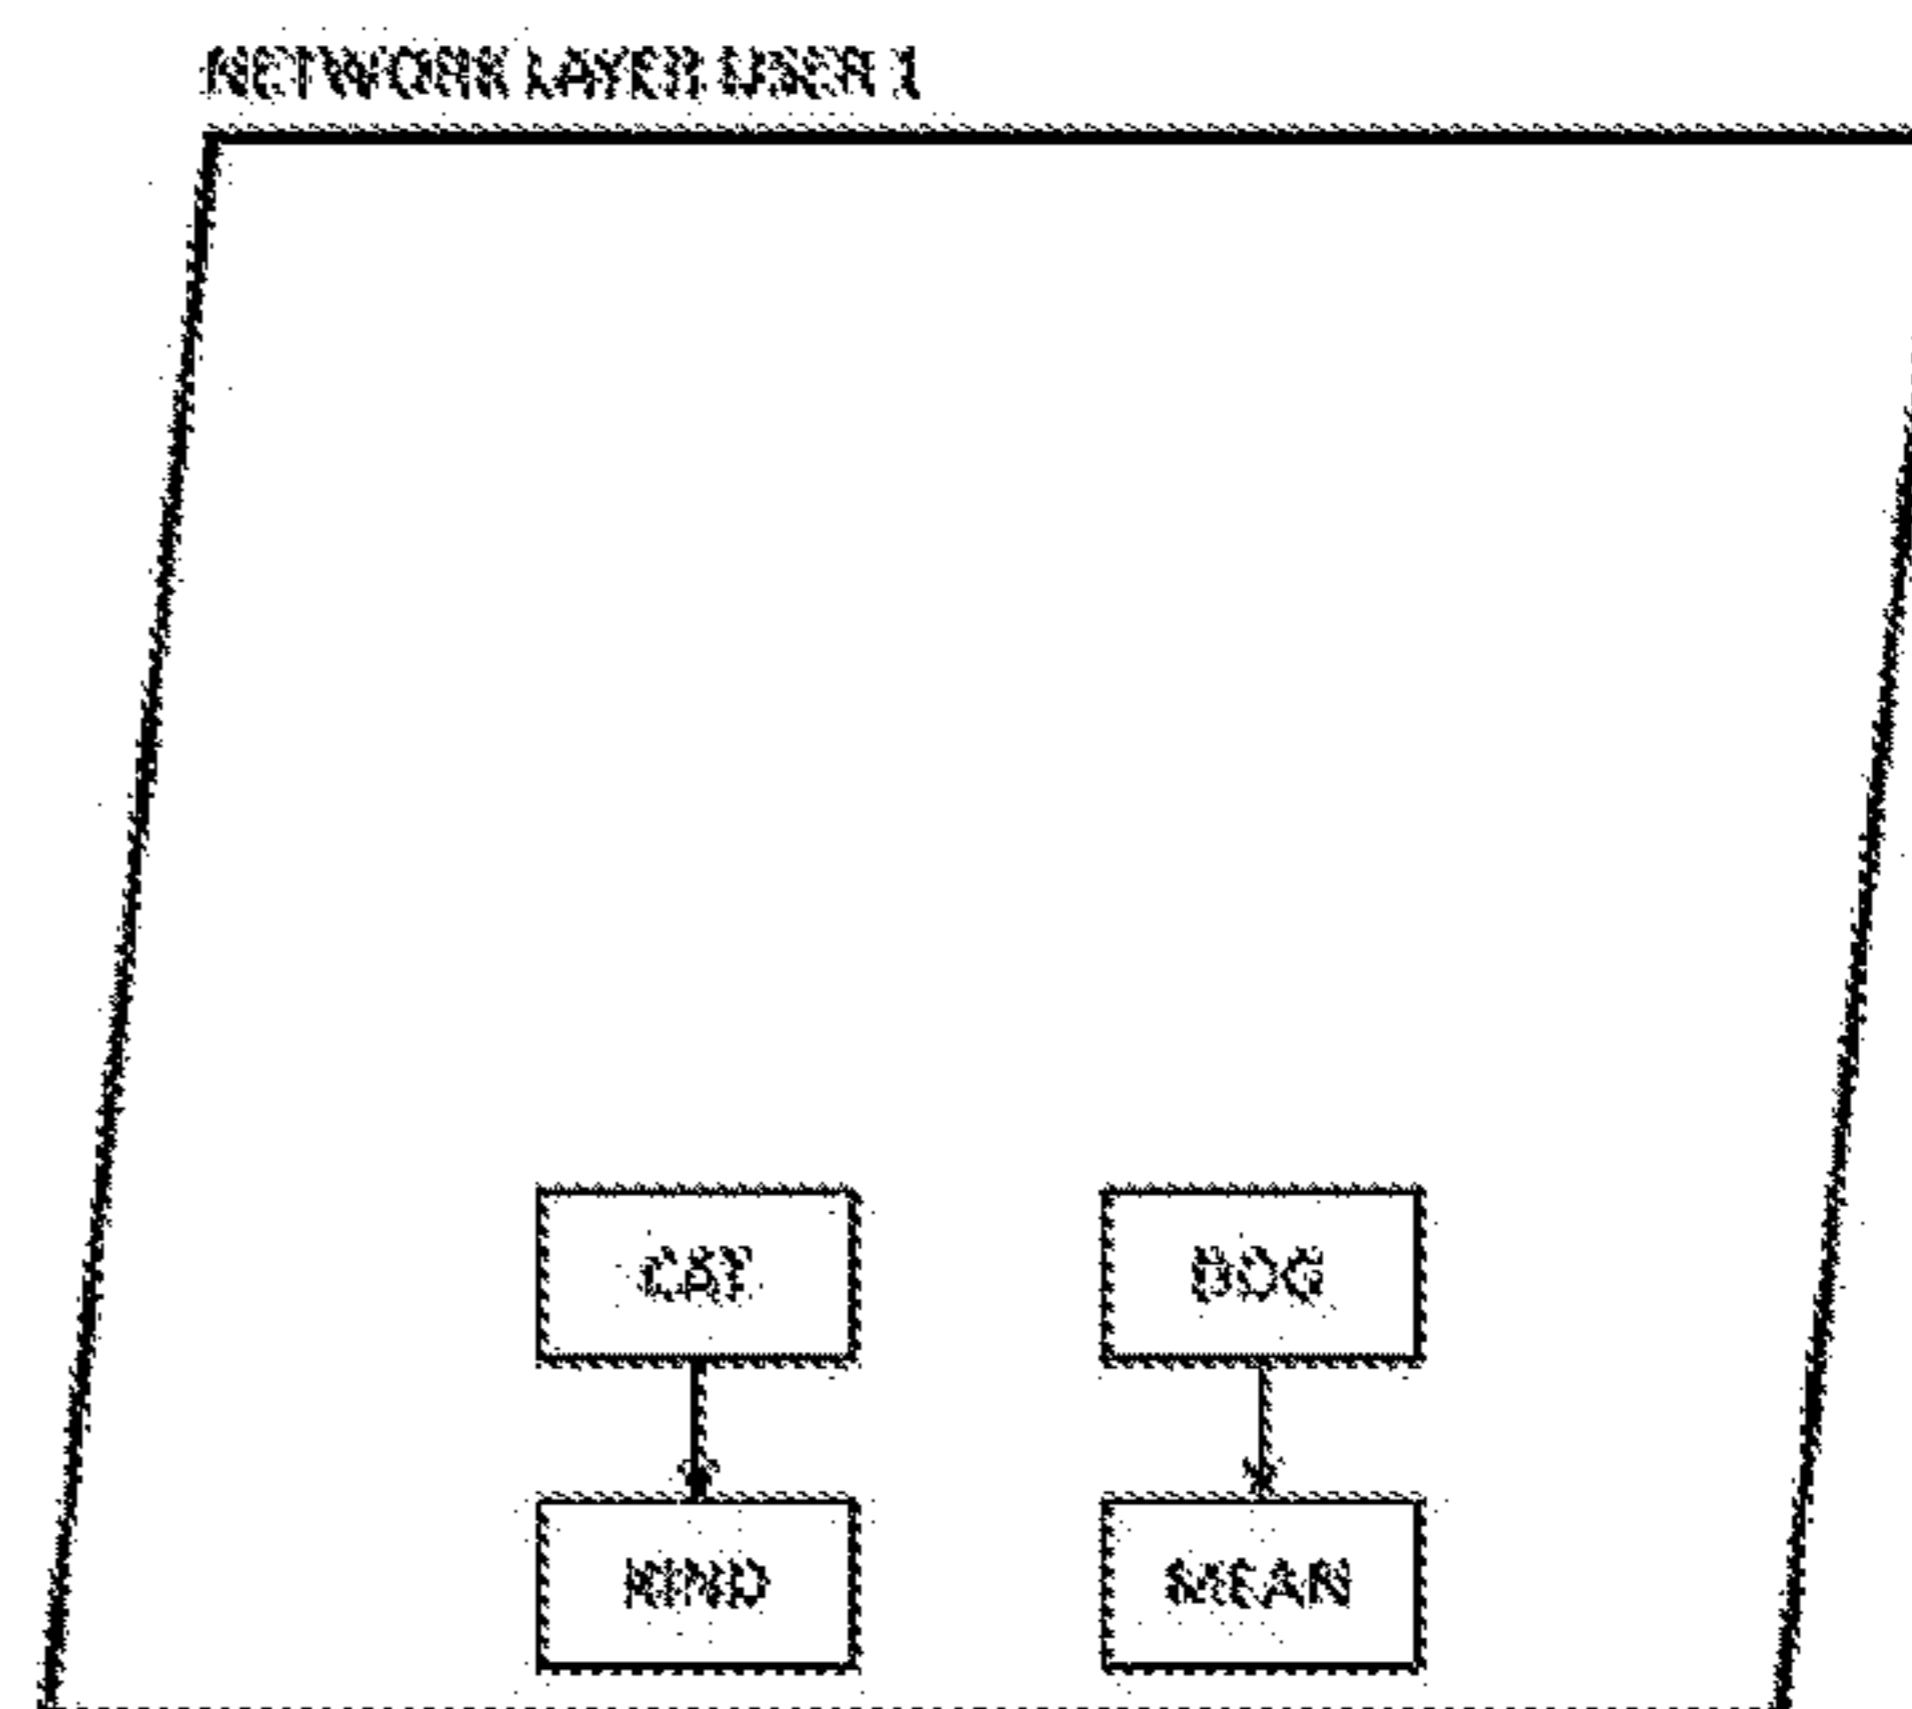 NETWORK LAYER USER 1
CAT
DOG
KIND
MEAN